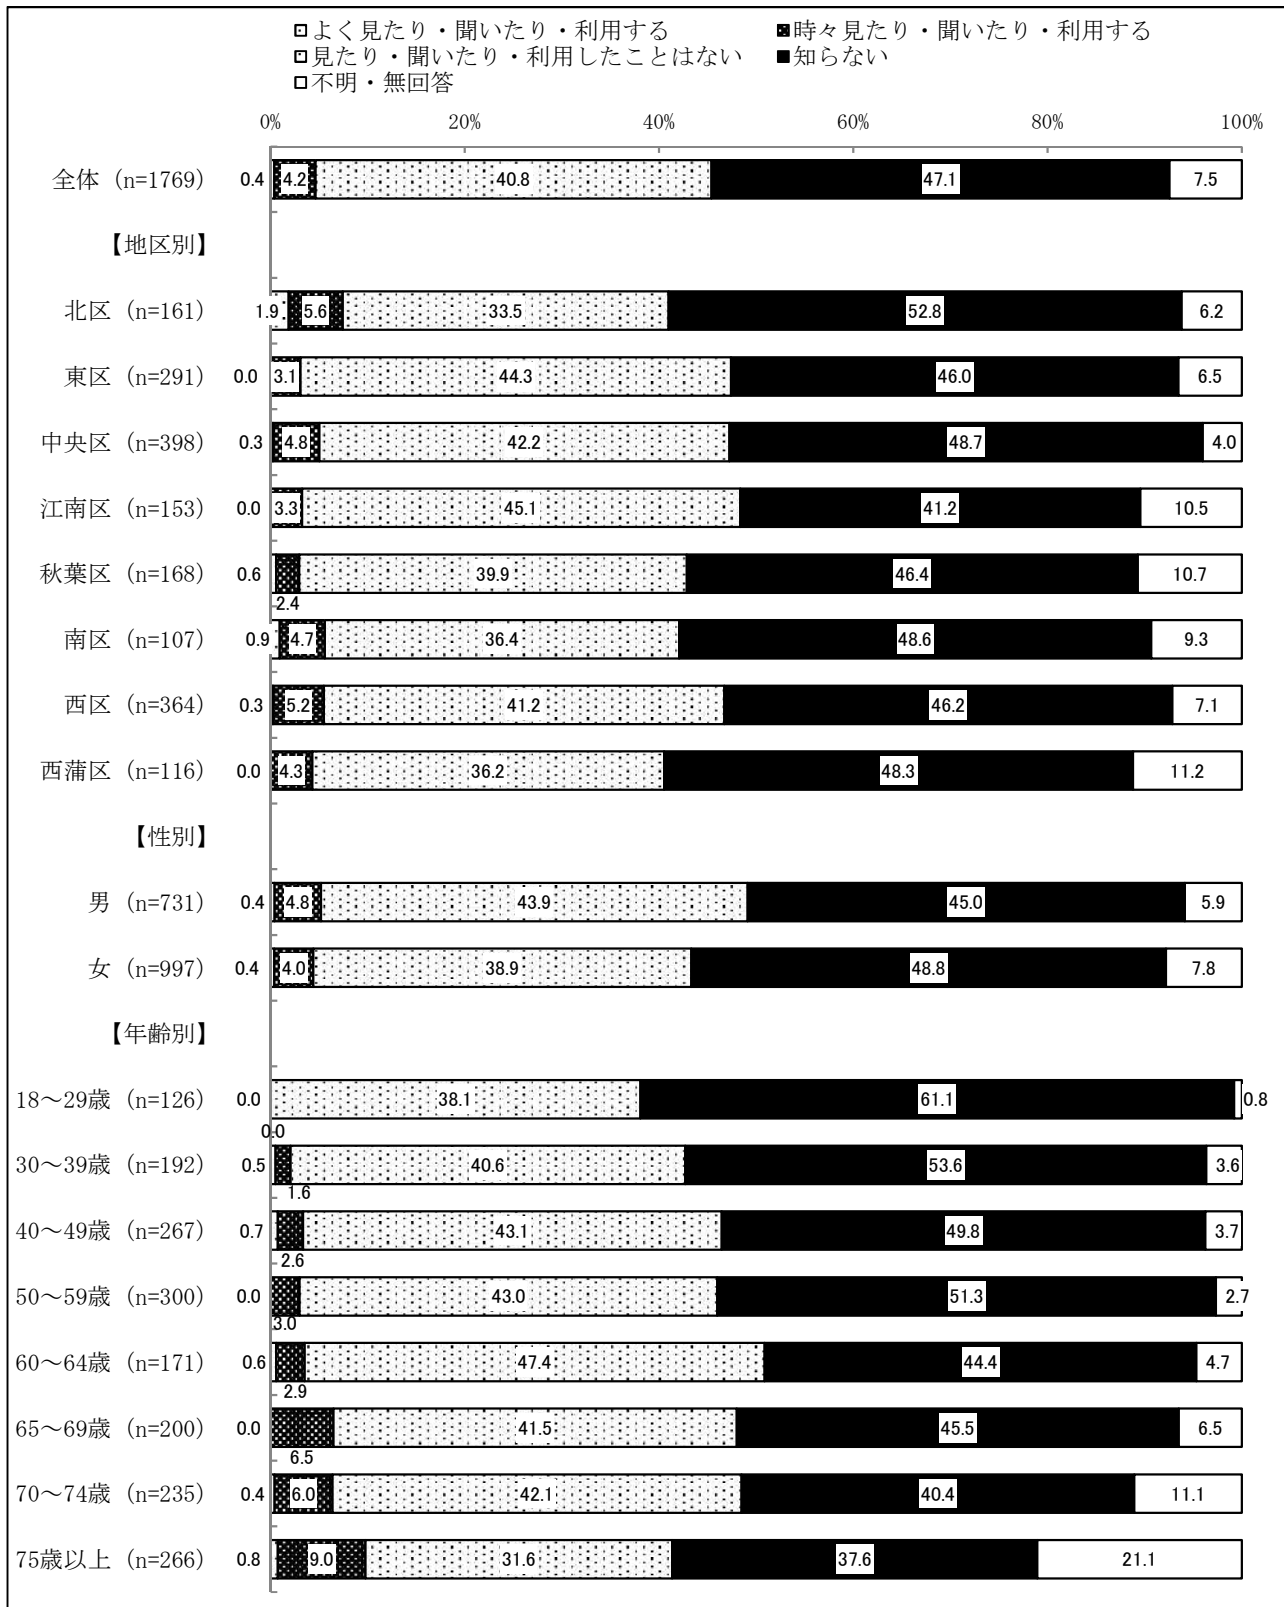 よく見たり・聞いたり・利用する 時々見たり・聞いたり・利用する
見たり・聞いたり・利用したことはない 知らない
不明・無回答
0% 20% 40% 60% 80% 100%
全体 (n=1769) 0.4 4.2 40.8 47.1 7.5
【地区別】
北区 (n=161) 1.9 5.6 33.5 52.8 6.2
東区 (n=291) 0.0 3.1 44.3 46.0 6.5
中央区 (n=398) 0.3 4.8 42.2 48.7 4.0
江南区 (n=153) 0.0 3.3 45.1 41.2 10.5
秋葉区 (n=168) 0.6 39.9 46.4 10.7
2.4
南区 (n=107) 0.9 4.7 36.4 48.6 9.3
西区 (n=364) 0.3 5.2 41.2 46.2 7.1
西蒲区 (n=116) 0.0 4.3 36.2 48.3 11.2
【性別】
男 (n=731) 0.4 4.8 43.9 45.0 5.9
女 (n=997) 0.4 4.0 38.9 48.8 7.8
【年齢別】
18～29歳 (n=126) 0.0 38.1 61.1 0.8
0.0
30～39歳 (n=192) 0.5 40.6 53.6 3.6
1.6
40～49歳 (n=267) 0.7 43.1 49.8 3.7
2.6
50～59歳 (n=300) 0.0 43.0 51.3 2.7
3.0
60～64歳 (n=171) 0.6 47.4 44.4 4.7
2.9
65～69歳 (n=200) 0.0 41.5 45.5 6.5
6.5
70～74歳 (n=235) 0.4 6.0 42.1 40.4 11.1
75歳以上 (n=266) 0.8 9.0 31.6 37.6 21.1